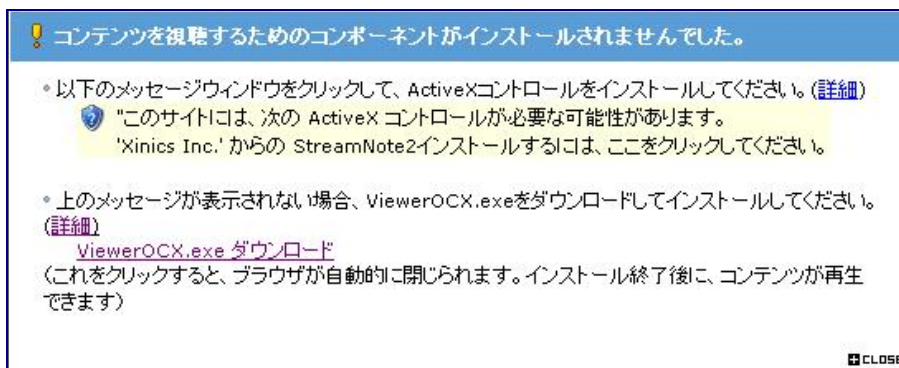 コンテンツを視聴するためのコンポーネントがインストールされませんでした。
以下のメッセージウィンドウをクリックして、ActiveXコントロールをインストールしてください。(詳細)
"このサイトには、次の ActiveX コントロールが必要な可能性があります。
'Xinics Inc.' からの StreamNote2インストールするには、ここをクリックしてください。
上のメッセージが表示されない場合、ViewerOCX.exeをダウンロードしてインストールしてください。
(詳細)
ViewerOCX.exe ダウンロード
(これをクリックすると、ブラウザが自動的に閉じられます。インストール終了後に、コンテンツが再生
できます)
CLOSE